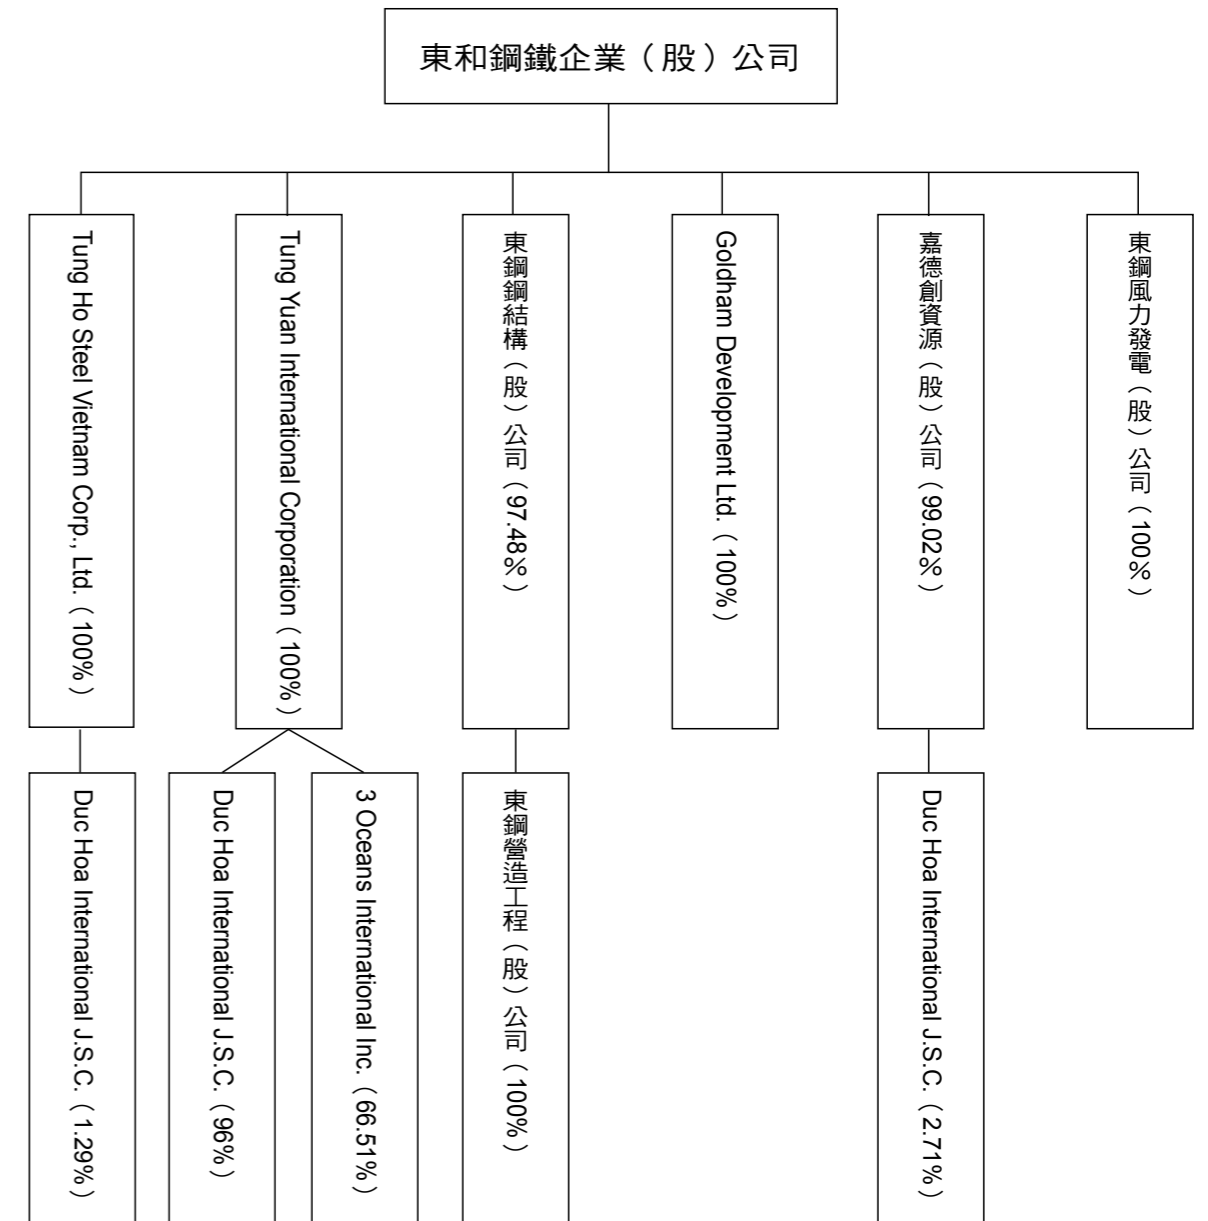 東和鋼鐵企業（股）公司
Tung Ho Steel Vietnam Corp., Ltd.（100%）
Tung Yuan International Corporation（100%）
東鋼鋼結構（股）公司（97.48%）
Goldham Development Ltd.（100%）
嘉德創資源（股）公司（99.02%）
東鋼風力發電（股）公司（100%）
Duc Hoa International J.S.C.（1.29%）
Duc Hoa International J.S.C.（96%）
3 Oceans International Inc.（66.51%）
東鋼營造工程（股）公司（100%）
Duc Hoa International J.S.C.（2.71%）